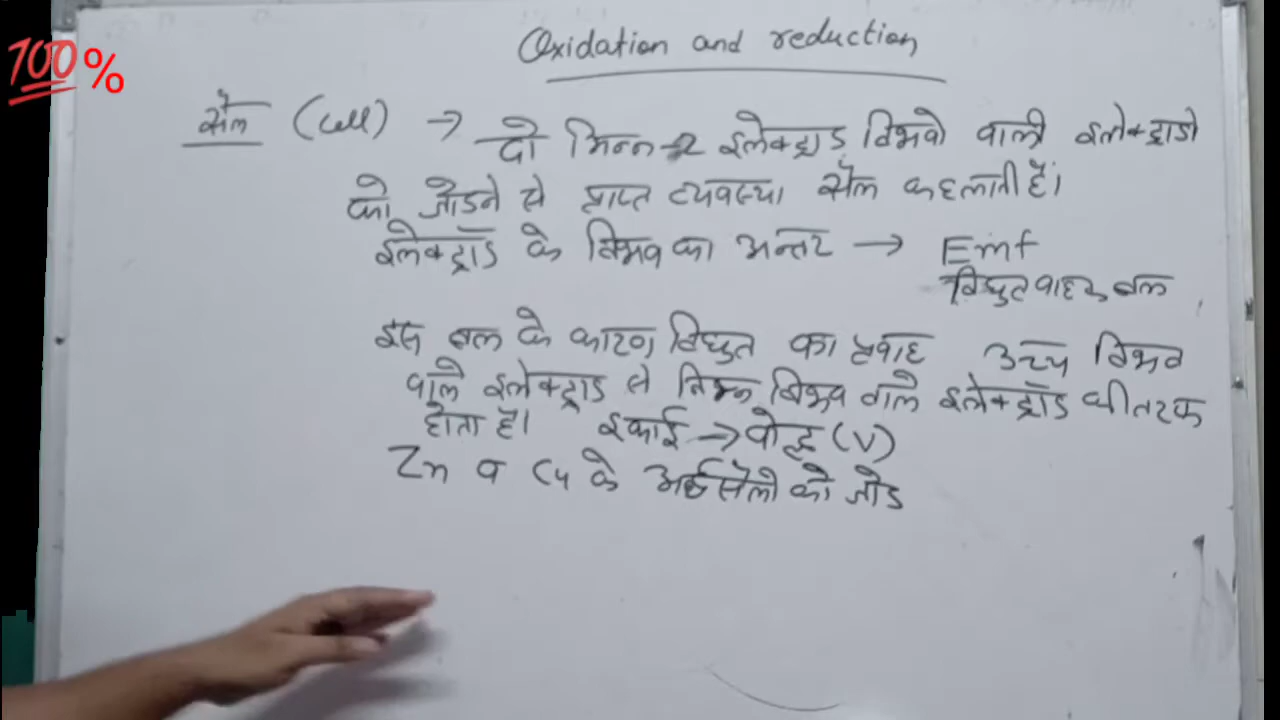 Oxidation and reduction
100%
सैल (Cell) → दो भिन्न-2 इलेक्ट्राड विभवो वाली इलेक्ट्राडो
को जोडने से प्राप्त व्यवस्था सैल कहलाती है।
इलेक्ट्रॉड के विभव का अन्तर → Emf
विधुत वाहक बल
इस बल के कारण विधुत का प्रवाह उच्य विभव
वाले इलेक्ट्राड से निम्न विभव वाले इलेक्ट्रॉड की तरफ
होता है। इकाई → वोल्ट (V)
Zn व Cu के अर्द्धसैलो को जोड